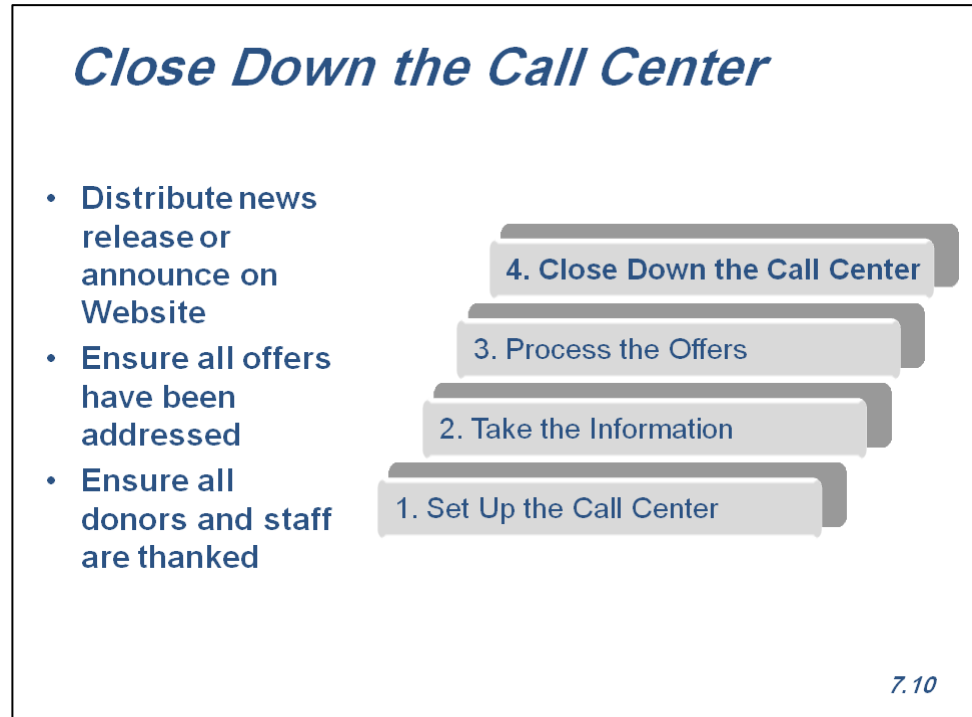 Close Down the Call Center
• Distribute news
release or
announce on
Website
• Ensure all offers
have been
addressed
• Ensure all
donors and staff
are thanked
4. Close Down the Call Center
3. Process the Offers
2. Take the Information
1. Set Up the Call Center
7.10